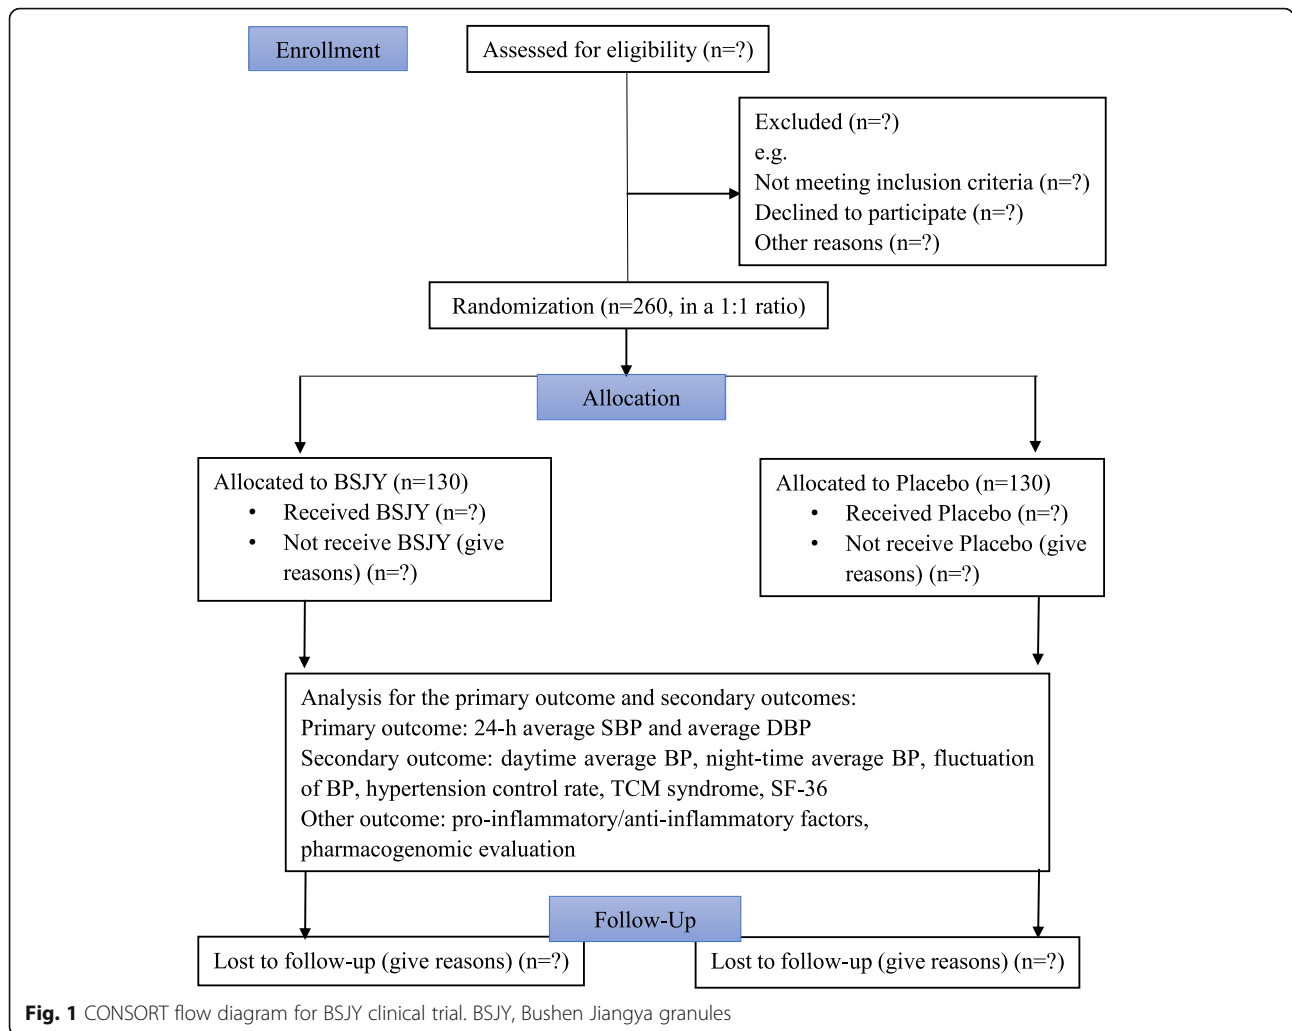 Enrollment
Assessed for eligibility (n=?)
Excluded (n=?)
e.g.
Not meeting inclusion criteria (n=?)
Declined to participate (n=?)
Other reasons (n=?)
Randomization (n=260, in a 1:1 ratio)
Allocation
Allocated to BSJY (n=130)
• Received BSJY (n=?)
• Not receive BSJY (give
reasons) (n=?)
Allocated to Placebo (n=130)
• Received Placebo (n=?)
• Not receive Placebo (give
reasons) (n=?)
Analysis for the primary outcome and secondary outcomes:
Primary outcome: 24-h average SBP and average DBP
Secondary outcome: daytime average BP, night-time average BP, fluctuation
of BP, hypertension control rate, TCM syndrome, SF-36
Other outcome: pro-inflammatory/anti-inflammatory factors,
pharmacogenomic evaluation
Follow-Up
Lost to follow-up (give reasons) (n=?)
Lost to follow-up (give reasons) (n=?)
Fig. 1 CONSORT flow diagram for BSJY clinical trial. BSJY, Bushen Jiangya granules